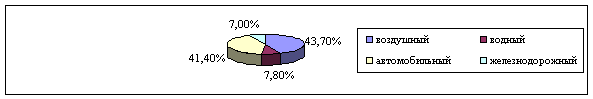 7,00%
43,70%
41,40%
7,80%
воздушный водный
автомобильный железнодорожный